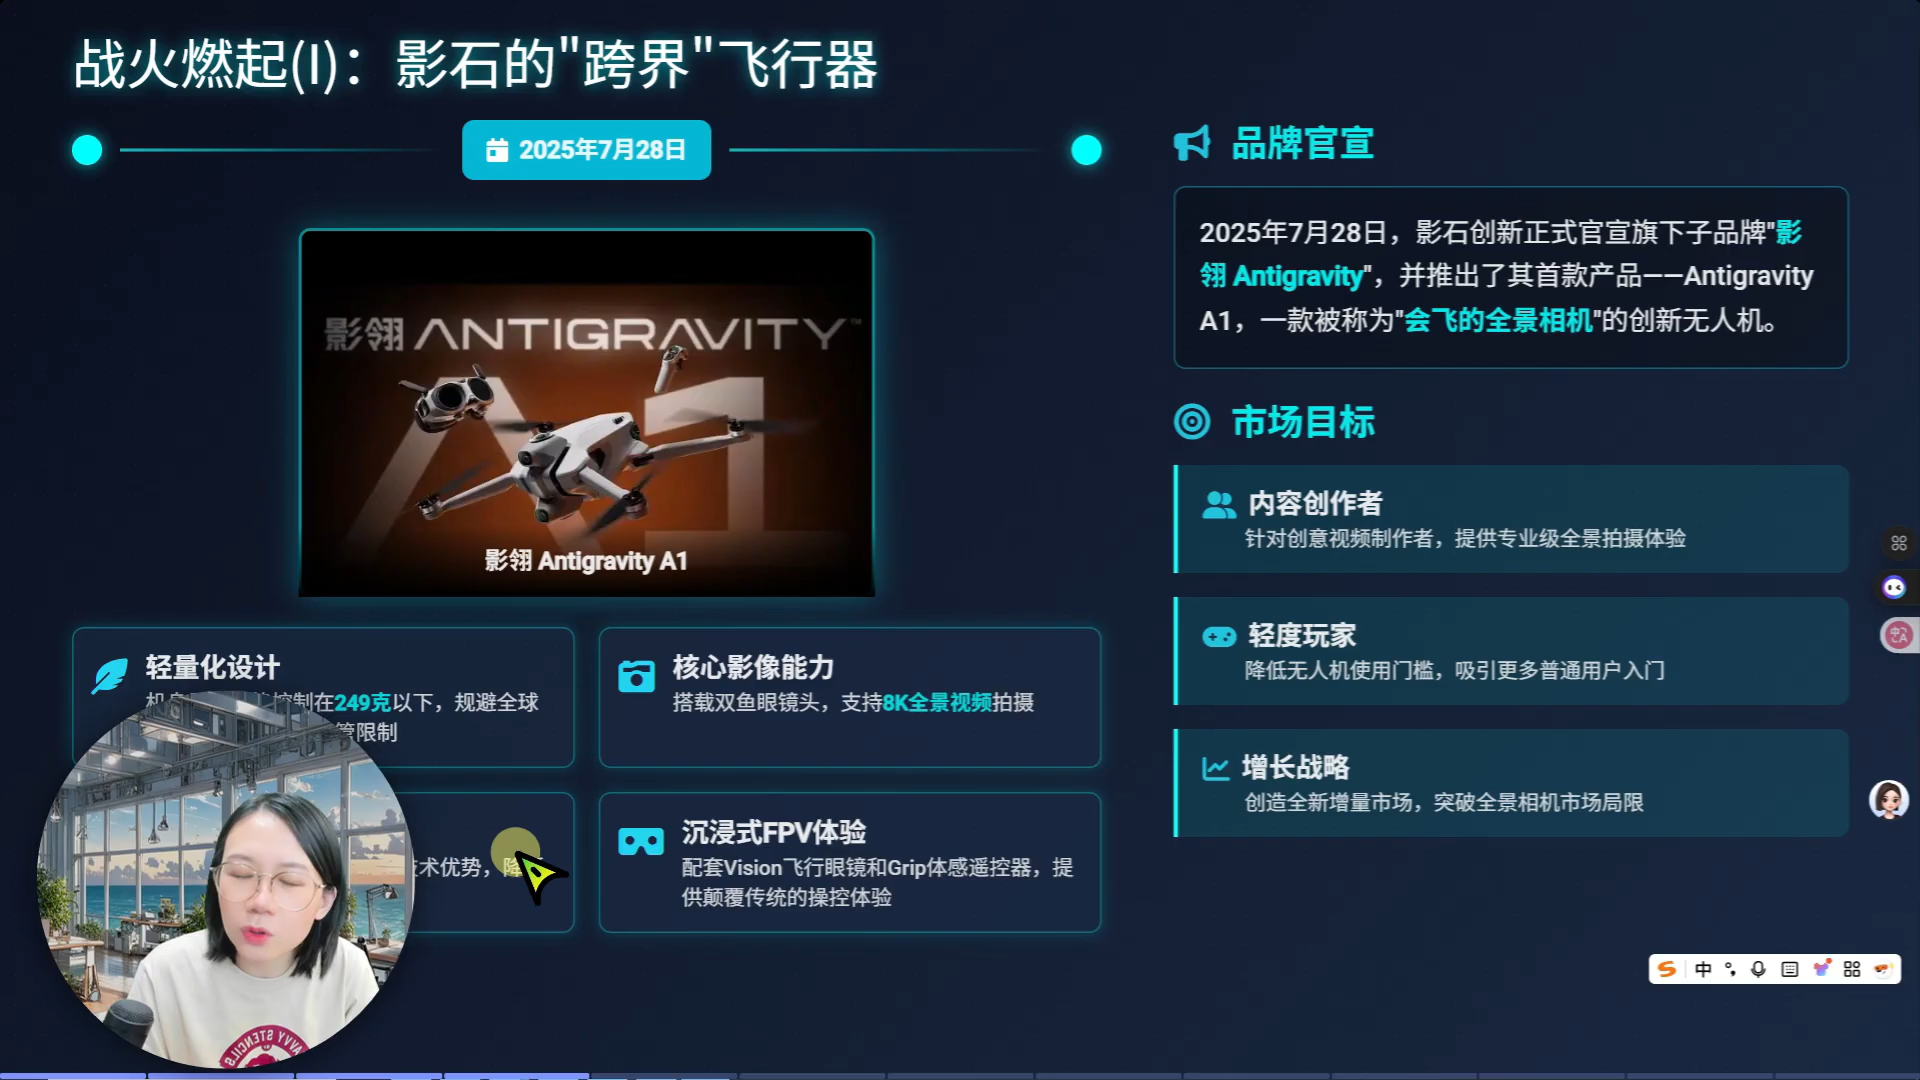 战火燃起(I)：影石的"跨界"飞行器
2025年7月28日
影翎 ANTIGRAVITY™
A1
影翎 Antigravity A1
轻量化设计
控制在249克以下，规避全球
管限制
核心影像能力
搭载双鱼眼镜头，支持8K全景视频拍摄
术优势，降
沉浸式FPV体验
配套Vision飞行眼镜和Grip体感遥控器，提
供颠覆传统的操控体验
品牌官宣
2025年7月28日，影石创新正式官宣旗下子品牌"影
翎 Antigravity"，并推出了其首款产品——Antigravity
A1，一款被称为"会飞的全景相机"的创新无人机。
市场目标
内容创作者
针对创意视频制作者，提供专业级全景拍摄体验
轻度玩家
降低无人机使用门槛，吸引更多普通用户入门
增长战略
创造全新增量市场，突破全景相机市场局限
中